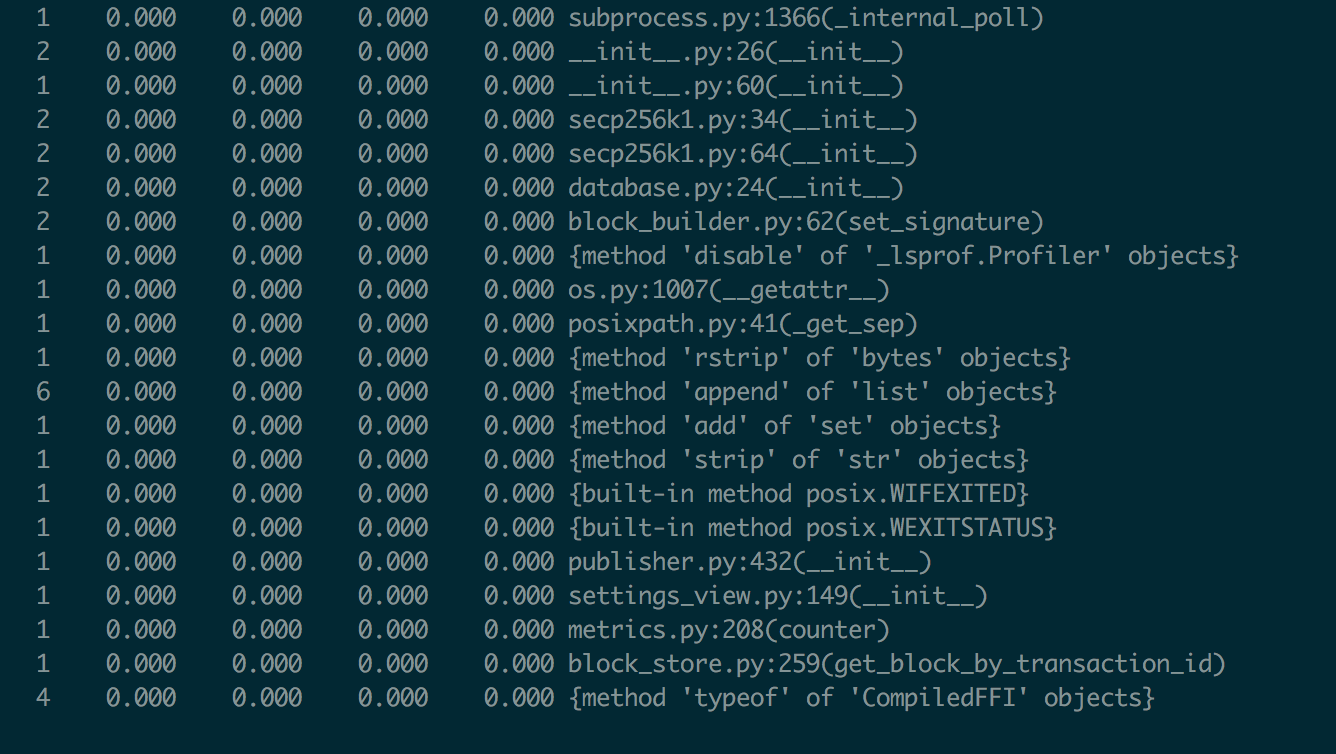 1 0.000 0.000 0.000 0.000 subprocess.py:1366(_internal_poll)
2 0.000 0.000 0.000 0.000 __init__.py:26(__init__)
1 0.000 0.000 0.000 0.000 __init__.py:60(__init__)
2 0.000 0.000 0.000 0.000 secp256k1.py:34(__init__)
2 0.000 0.000 0.000 0.000 secp256k1.py:64(__init__)
2 0.000 0.000 0.000 0.000 database.py:24(__init__)
2 0.000 0.000 0.000 0.000 block_builder.py:62(set_signature)
1 0.000 0.000 0.000 0.000 {method 'disable' of '_lsprof.Profiler' objects}
1 0.000 0.000 0.000 0.000 os.py:1007(__getattr__)
1 0.000 0.000 0.000 0.000 posixpath.py:41(_get_sep)
1 0.000 0.000 0.000 0.000 {method 'rstrip' of 'bytes' objects}
6 0.000 0.000 0.000 0.000 {method 'append' of 'list' objects}
1 0.000 0.000 0.000 0.000 {method 'add' of 'set' objects}
1 0.000 0.000 0.000 0.000 {method 'strip' of 'str' objects}
1 0.000 0.000 0.000 0.000 {built-in method posix.WIFEXITED}
1 0.000 0.000 0.000 0.000 {built-in method posix.WEXITSTATUS}
1 0.000 0.000 0.000 0.000 publisher.py:432(__init__)
1 0.000 0.000 0.000 0.000 settings_view.py:149(__init__)
1 0.000 0.000 0.000 0.000 metrics.py:208(counter)
1 0.000 0.000 0.000 0.000 block_store.py:259(get_block_by_transaction_id)
4 0.000 0.000 0.000 0.000 {method 'typeof' of 'CompiledFFI' objects}